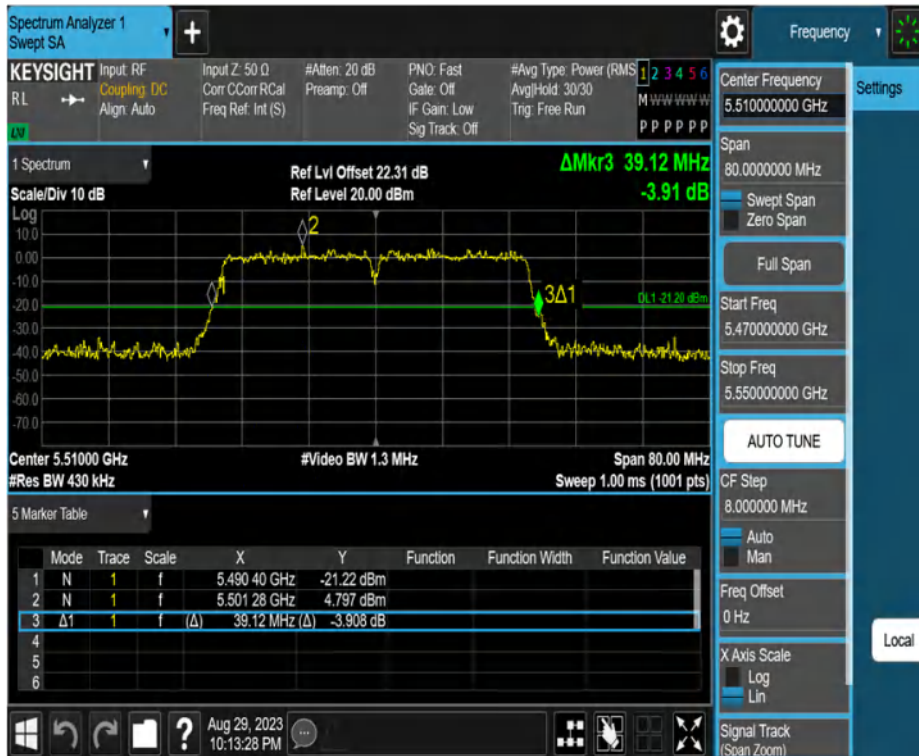 Spectrum Analyzer 1
Swept SA
+
Frequency
KEYSIGHT
RL
LNI
Input: RF
Coupling: DC
Align: Auto
Input Z: 50 Ω
Corr CCorr RCal
Freq Ref: Int (S)
#Atten: 20 dB
Preamp: Off
PNO: Fast
Gate: Off
IF Gain: Low
Sig Track: Off
#Avg Type: Power (RMS
Avg|Hold: 30/30
Trig: Free Run
1 2 3 4 5 6
M W W W W W
P P P P P P
1 Spectrum
Scale/Div 10 dB
Ref Lvl Offset 22.31 dB
Ref Level 20.00 dBm
ΔMkr3 39.12 MHz
-3.91 dB
Log
10.0
0.00
-10.0
-20.0
-30.0
-40.0
-50.0
-60.0
-70.0
2
1
3Δ1
DL1 -21.20 dBm
Center 5.51000 GHz
#Video BW 1.3 MHz
Span 80.00 MHz
#Res BW 430 kHz
Sweep 1.00 ms (1001 pts)
5 Marker Table
Mode Trace Scale X Y Function Function Width Function Value
1 N 1 f 5.490 40 GHz -21.22 dBm
2 N 1 f 5.501 28 GHz 4.797 dBm
3 Δ1 1 f (Δ) 39.12 MHz (Δ) -3.908 dB
4
5
6
?
Aug 29, 2023
10:13:28 PM
Center Frequency
5.510000000 GHz
Span
80.0000000 MHz
Swept Span
Zero Span
Full Span
Start Freq
5.470000000 GHz
Stop Freq
5.550000000 GHz
AUTO TUNE
CF Step
8.000000 MHz
Auto
Man
Freq Offset
0 Hz
X Axis Scale
Log
Lin
Signal Track
(Span Zoom)
Settings
Local